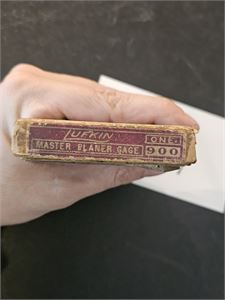 LUFKIN
MASTER PLANER GAGE
ONE-
900